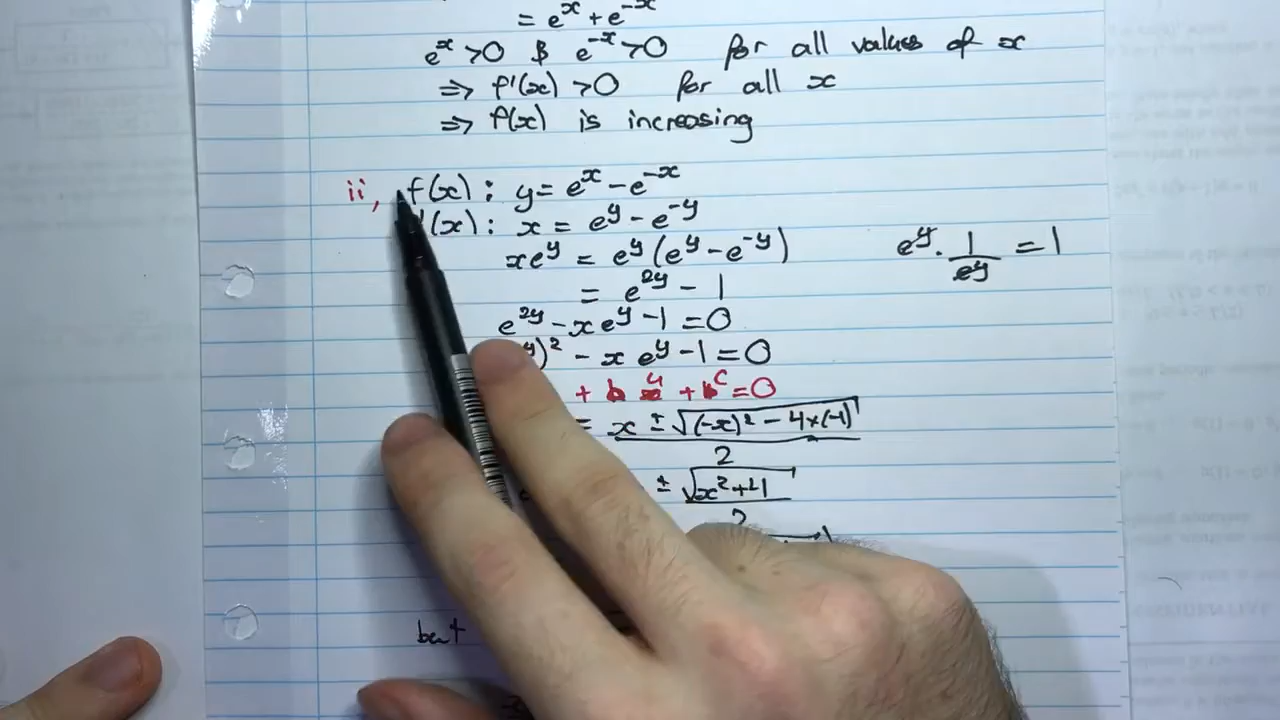 = e^x + e^-x
e^x >0 & e^-x >0 for all values of x
⇒ f'(x) >0 for all x
⇒ f(x) is increasing
ii, f(x) : y = e^x - e^-x
'(x) : x = e^y - e^-y
xe^y = e^y (e^y - e^-y)
e^y . 1/e^y = 1
= e^2y - 1
e^2y - x e^y - 1 = 0
y)^2 - x e^y - 1 = 0
+ b u + c = 0
= x ± √(-x)^2 - 4×(-1)
2
± √x^2+4
2
but